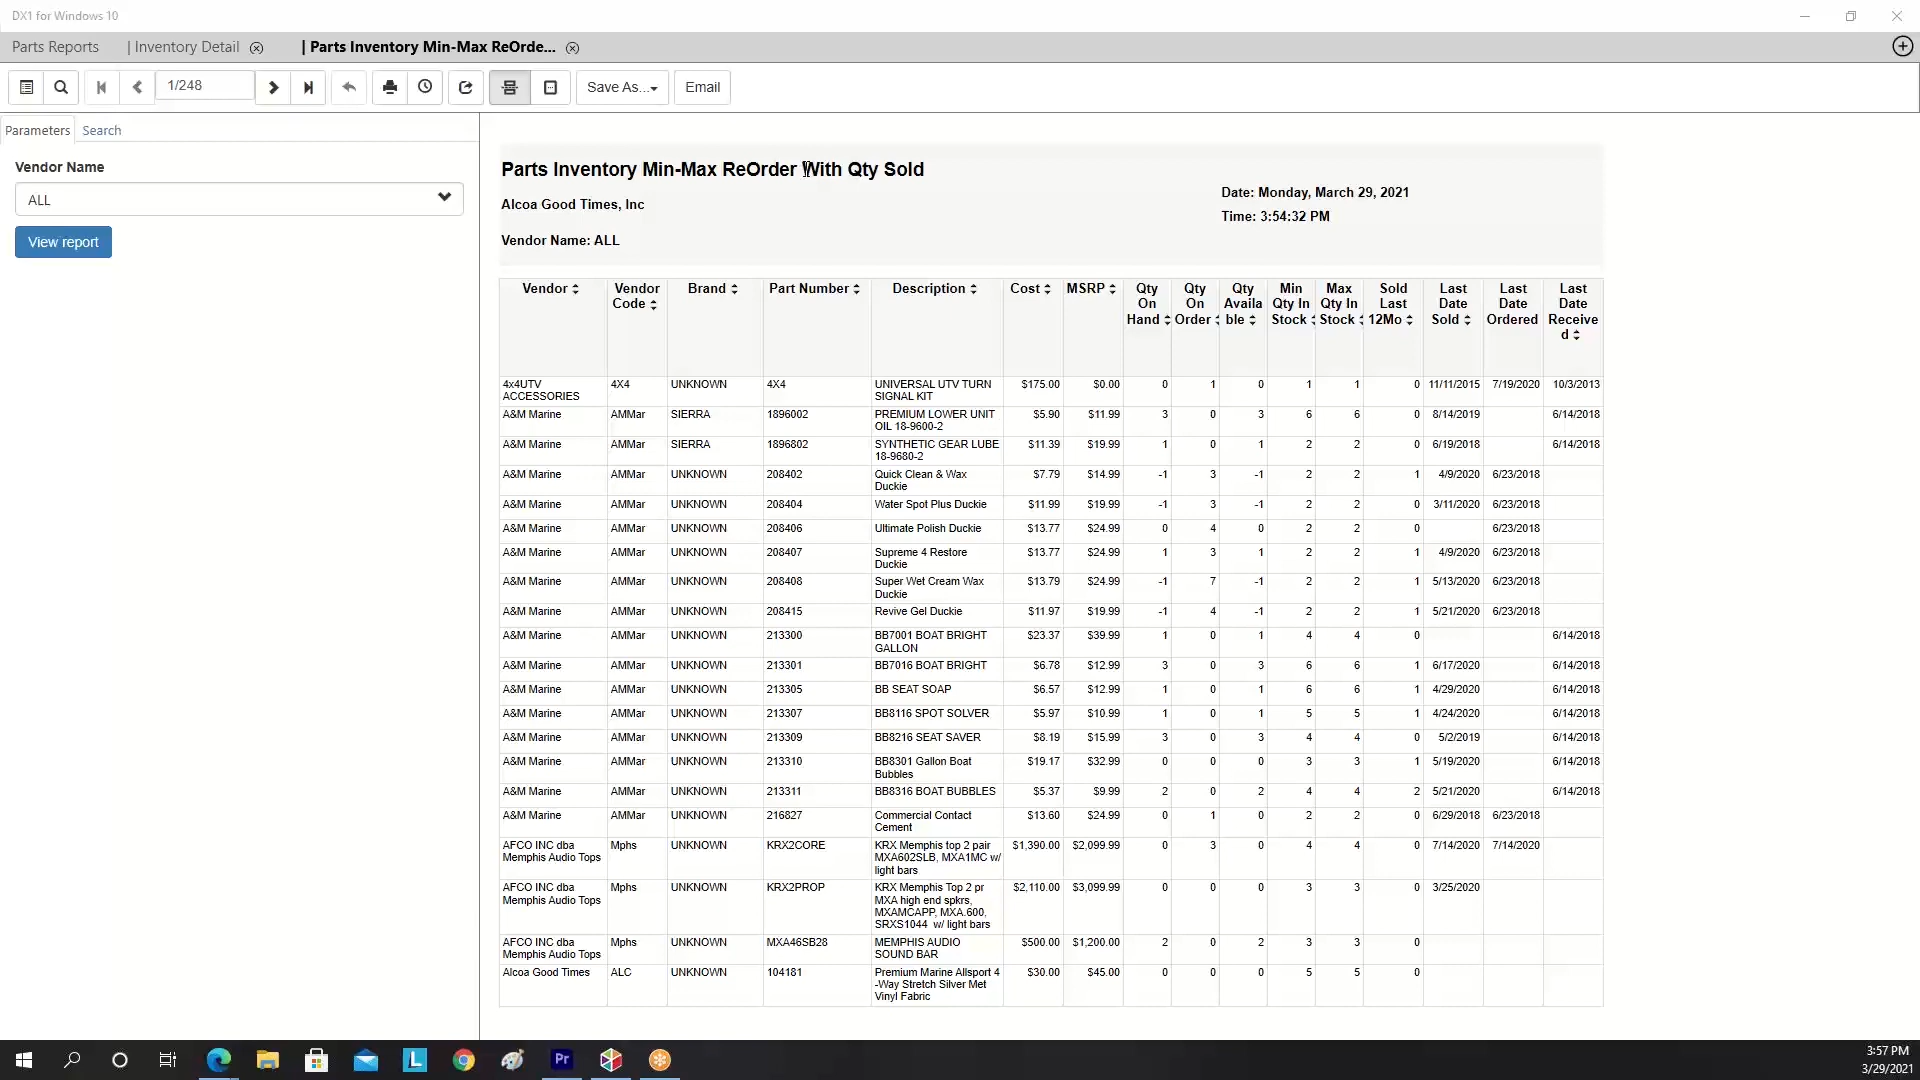 DX1 for Windows 10
Parts Reports | Inventory Detail | Parts Inventory Min-Max ReOrde...
1/248 Save As... Email
Parameters Search
Vendor Name
ALL
View report
Parts Inventory Min-Max ReOrder With Qty Sold
Alcoa Good Times, Inc
Date: Monday, March 29, 2021
Time: 3:54:32 PM
Vendor Name: ALL
Vendor Vendor Code Brand Part Number Description Cost MSRP Qty On Hand Qty On Order Qty Available Min Qty In Stock Max Qty In Stock Sold Last 12Mo Last Date Sold Last Date Ordered Last Date Received
4x4UTV ACCESSORIES 4X4 UNKNOWN 4X4 UNIVERSAL UTV TURN SIGNAL KIT $175.00 $0.00 0 1 0 1 1 0 11/11/2015 7/19/2020 10/3/2013
A&M Marine AMMar SIERRA 1896002 PREMIUM LOWER UNIT OIL 18-9600-2 $5.90 $11.99 3 0 3 6 6 0 8/14/2019 6/14/2018
A&M Marine AMMar SIERRA 1896802 SYNTHETIC GEAR LUBE 18-9680-2 $11.39 $19.99 1 0 1 2 2 0 6/19/2018 6/14/2018
A&M Marine AMMar UNKNOWN 208402 Quick Clean & Wax Duckie $7.79 $14.99 -1 3 -1 2 2 1 4/9/2020 6/23/2018
A&M Marine AMMar UNKNOWN 208404 Water Spot Plus Duckie $11.99 $19.99 -1 3 -1 2 2 0 3/11/2020 6/23/2018
A&M Marine AMMar UNKNOWN 208406 Ultimate Polish Duckie $13.77 $24.99 0 4 0 2 2 0 6/23/2018
A&M Marine AMMar UNKNOWN 208407 Supreme 4 Restore Duckie $13.77 $24.99 1 3 1 2 2 1 4/9/2020 6/23/2018
A&M Marine AMMar UNKNOWN 208408 Super Wet Cream Wax Duckie $13.79 $24.99 -1 7 -1 2 2 1 5/13/2020 6/23/2018
A&M Marine AMMar UNKNOWN 208415 Revive Gel Duckie $11.97 $19.99 -1 4 -1 2 2 1 5/21/2020 6/23/2018
A&M Marine AMMar UNKNOWN 213300 BB7001 BOAT BRIGHT GALLON $23.37 $39.99 1 0 1 4 4 0 6/14/2018
A&M Marine AMMar UNKNOWN 213301 BB7016 BOAT BRIGHT $6.78 $12.99 3 0 3 6 6 1 6/17/2020 6/14/2018
A&M Marine AMMar UNKNOWN 213305 BB SEAT SOAP $6.57 $12.99 1 0 1 6 6 1 4/29/2020 6/14/2018
A&M Marine AMMar UNKNOWN 213307 BB8116 SPOT SOLVER $5.97 $10.99 1 0 1 5 5 1 4/24/2020 6/14/2018
A&M Marine AMMar UNKNOWN 213309 BB8216 SEAT SAVER $8.19 $15.99 3 0 3 4 4 0 5/2/2019 6/14/2018
A&M Marine AMMar UNKNOWN 213310 BB8301 Gallon Boat Bubbles $19.17 $32.99 0 0 0 3 3 1 5/19/2020 6/14/2018
A&M Marine AMMar UNKNOWN 213311 BB8316 BOAT BUBBLES $5.37 $9.99 2 0 2 4 4 2 5/21/2020 6/14/2018
A&M Marine AMMar UNKNOWN 216827 Commercial Contact Cement $13.60 $24.99 0 1 0 2 2 0 6/29/2018 6/23/2018
AFCO INC dba Memphis Audio Tops Mphs UNKNOWN KRX2CORE KRX Memphis top 2 pair MXA602SLB, MXA1MC w/ light bars $1,390.00 $2,099.99 0 3 0 4 4 0 7/14/2020 7/14/2020
AFCO INC dba Memphis Audio Tops Mphs UNKNOWN KRX2PROP KRX Memphis Top 2 pr MXA high end spkrs, MXAMCAPP, MXA.600, SRXS1044 w/ light bars $2,110.00 $3,099.99 0 0 0 3 3 0 3/25/2020
AFCO INC dba Memphis Audio Tops Mphs UNKNOWN MXA46SB28 MEMPHIS AUDIO SOUND BAR $500.00 $1,200.00 2 0 2 3 3 0
Alcoa Good Times ALC UNKNOWN 104181 Premium Marine Allsport 4 -Way Stretch Silver Met Vinyl Fabric $30.00 $45.00 0 0 0 5 5 0
L Pr
3:57 PM
3/29/2021